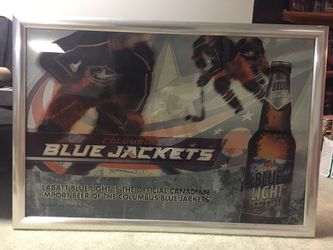 COLUMBUS
BLUE JACKETS
LABATT BLUE LIGHT IS THE OFFICIAL CANADIAN
IMPORT BEER OF THE COLUMBUS BLUE JACKETS
BLUE
LIGHT